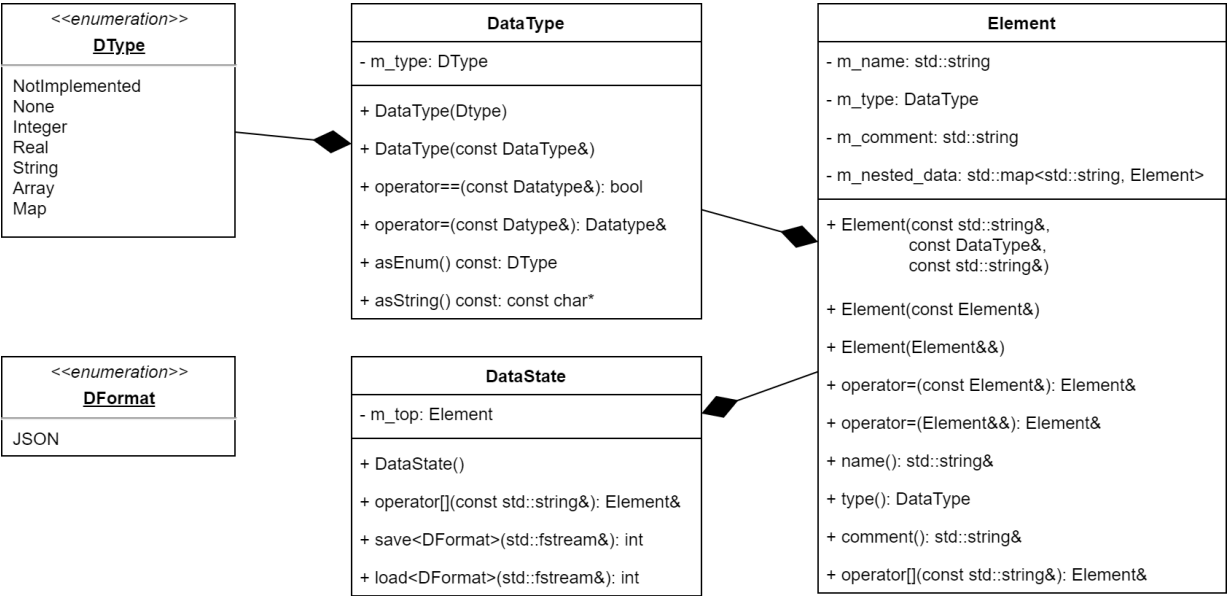 <<enumeration>>
DType
NotImplemented
None
Integer
Real
String
Array
Map
DataType
- m_type: DType
+ DataType(Dtype)
+ DataType(const DataType&)
+ operator==(const Datatype&): bool
+ operator=(const Datype&): Datatype&
+ asEnum() const: DType
+ asString() const: const char*
Element
- m_name: std::string
- m_type: DataType
- m_comment: std::string
- m_nested_data: std::map<std::string, Element>
+ Element(const std::string&,
const DataType&,
const std::string&)
+ Element(const Element&)
+ Element(Element&&)
+ operator=(const Element&): Element&
+ operator=(Element&&): Element&
+ name(): std::string&
+ type(): DataType
+ comment(): std::string&
+ operator[](const std::string&): Element&
<<enumeration>>
DFormat
JSON
DataState
- m_top: Element
+ DataState()
+ operator[](const std::string&): Element&
+ save<DFormat>(std::fstream&): int
+ load<DFormat>(std::fstream&): int